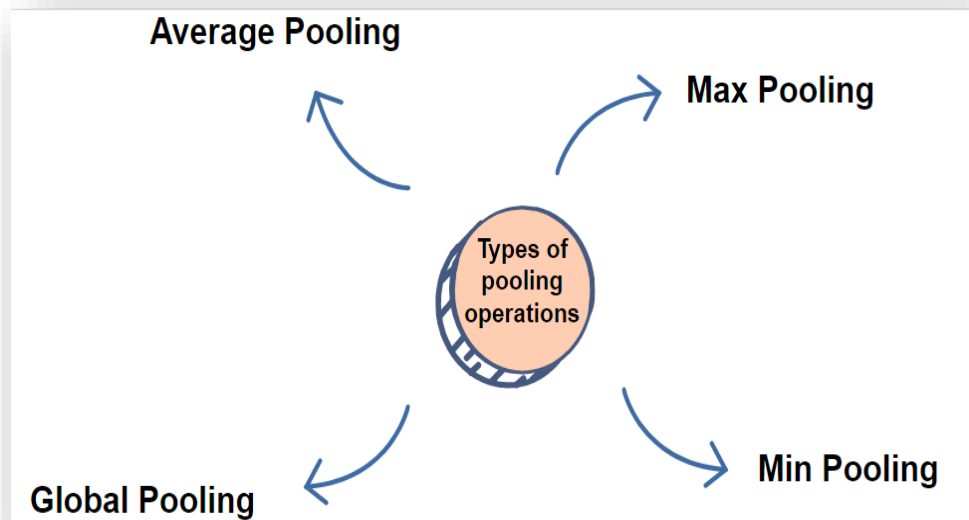 Average Pooling
Max Pooling
Types of
pooling
operations
Min Pooling
Global Pooling